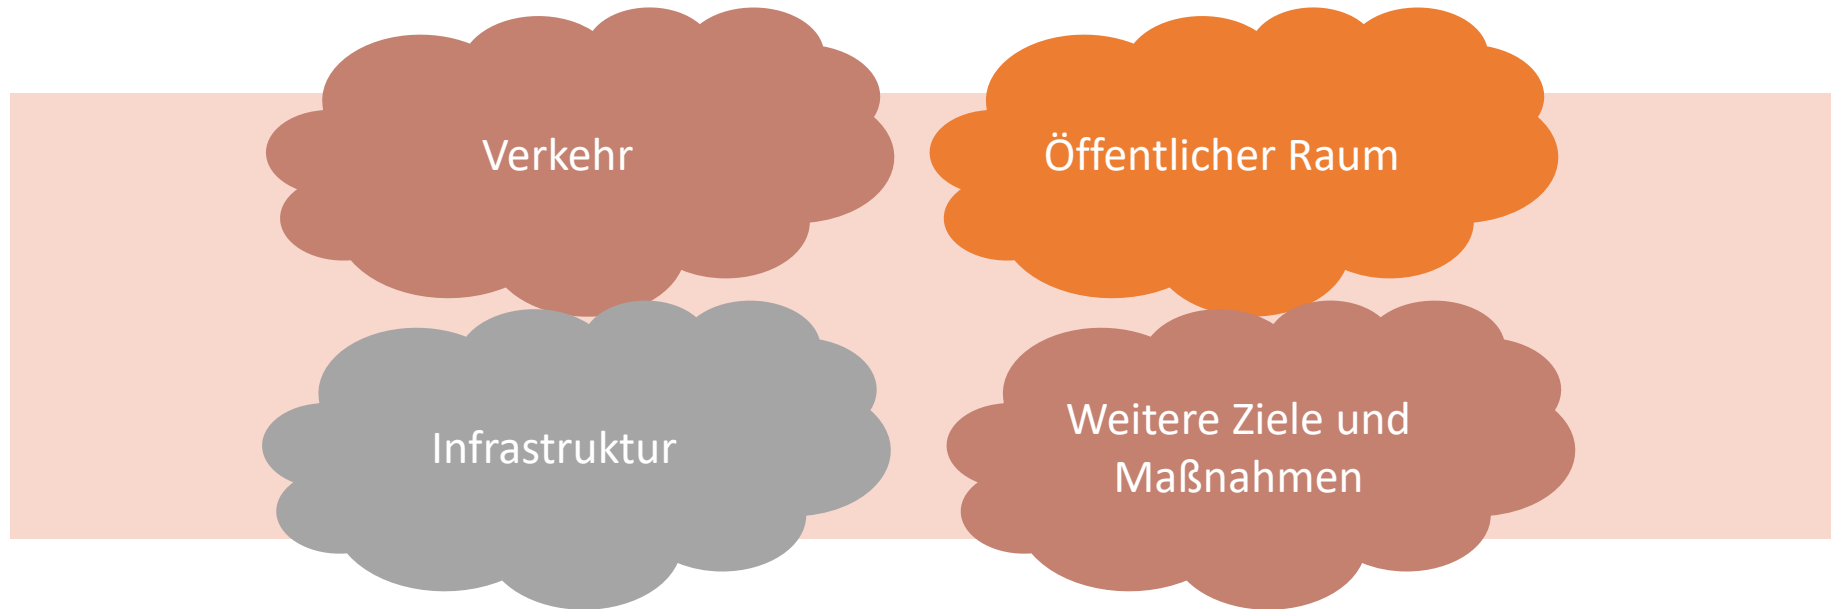 Verkehr
Öffentlicher Raum
Infrastruktur
Weitere Ziele und
Maßnahmen